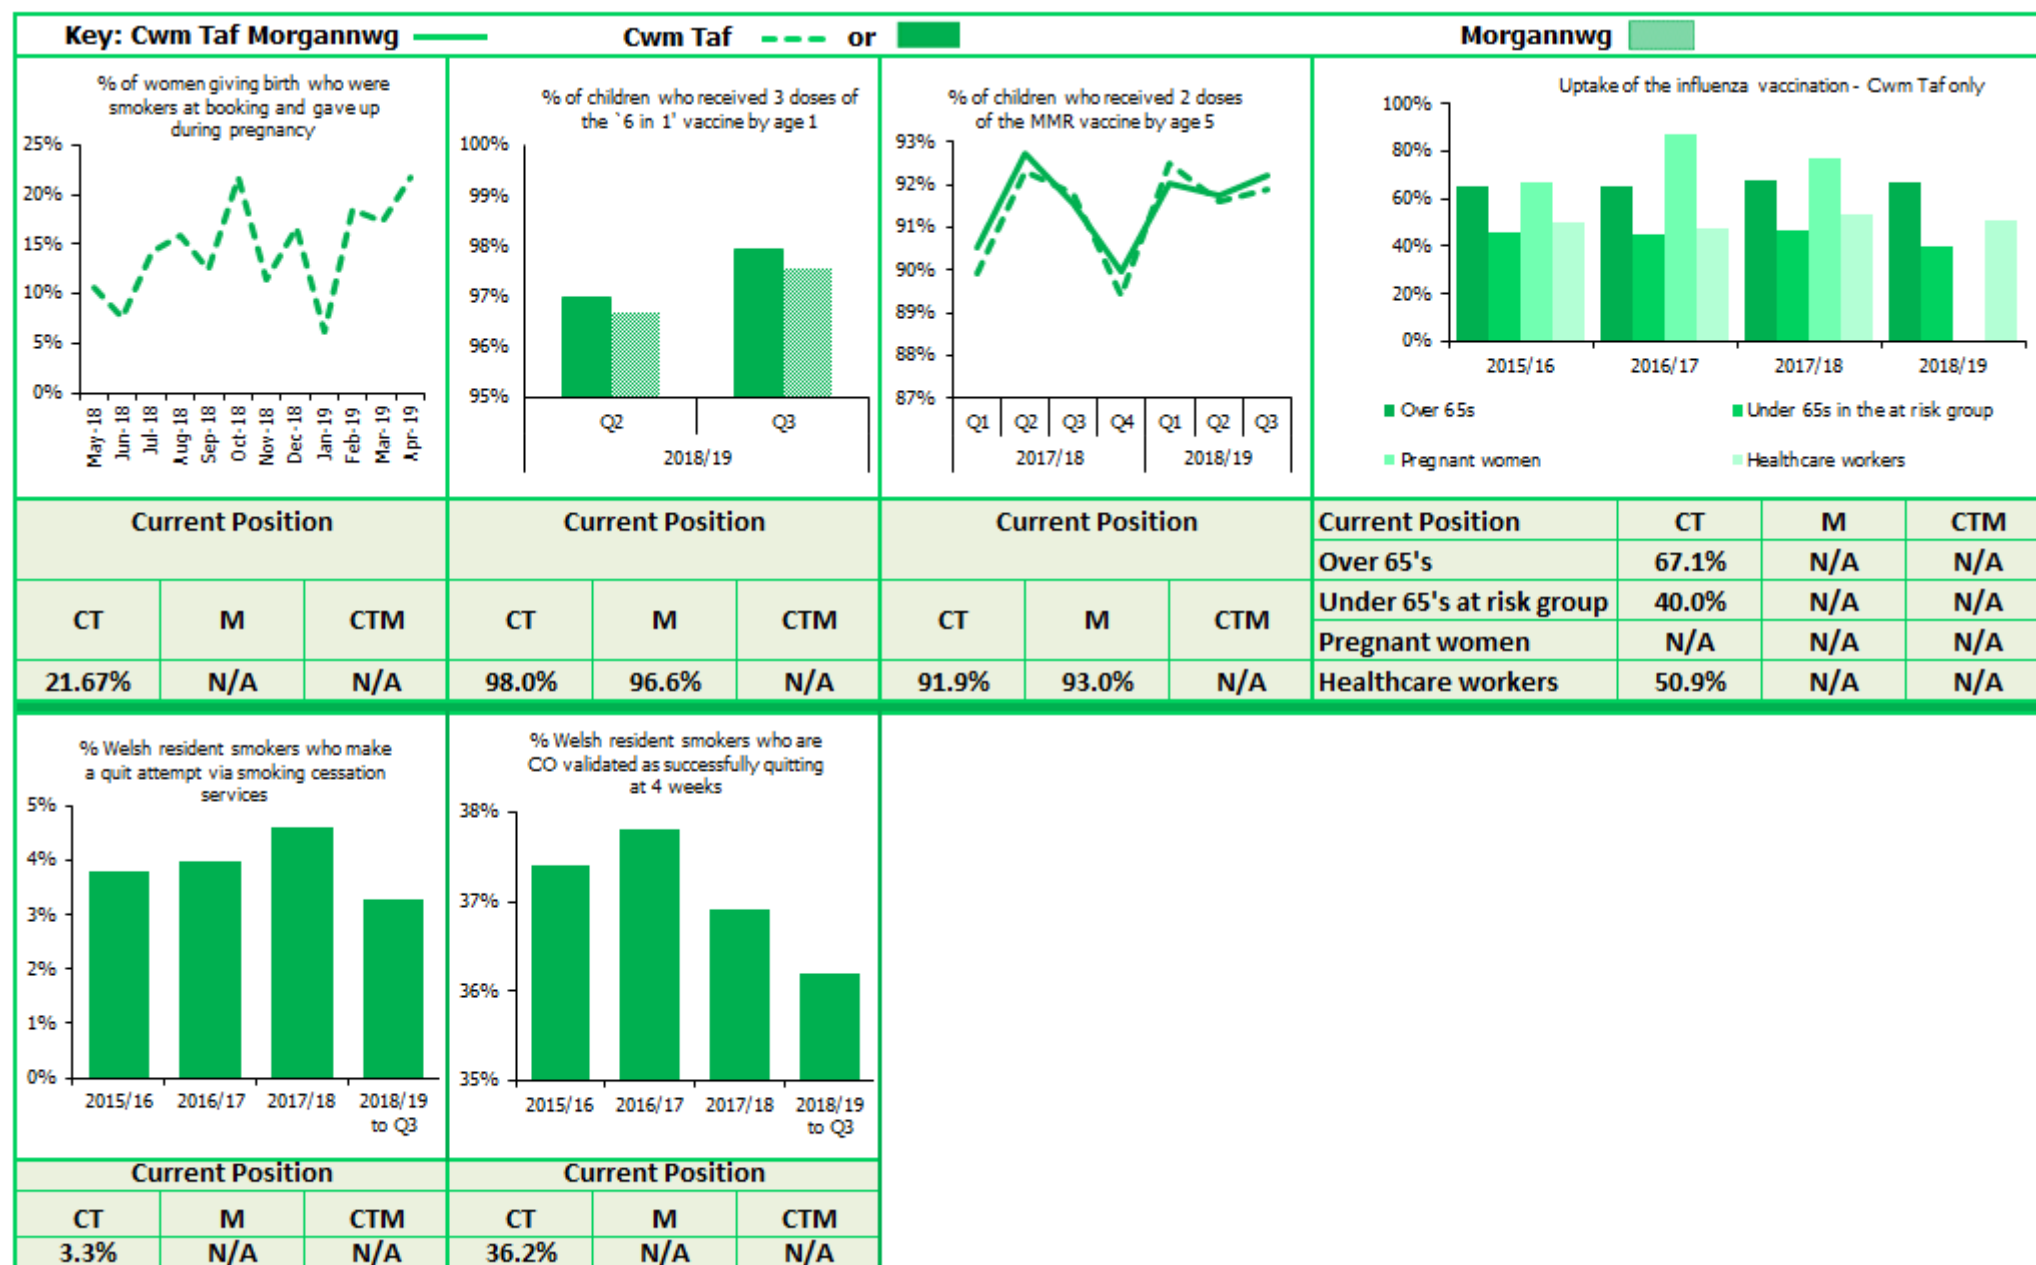 Key: Cwm Taf Morgannwg
Cwm Taf
or
Morgannwg
% of women giving birth who were
smokers at booking and gave up
during pregnancy
25%
20%
15%
10%
5%
0%
May-18
Jun-18
Jul-18
Aug-18
Sep-18
Oct-18
Nov-18
Dec-18
Jan-19
Feb-19
Mar-19
Apr-19
% of children who received 3 doses of
the `6 in 1' vaccine by age 1
100%
99%
98%
97%
96%
95%
Q2
Q3
2018/19
% of children who received 2 doses
of the MMR vaccine by age 5
93%
92%
91%
90%
89%
88%
87%
Q1
Q2
Q3
Q4
Q1
Q2
Q3
2017/18
2018/19
Uptake of the influenza vaccination - Cwm Taf only
100%
80%
60%
40%
20%
0%
2015/16
2016/17
2017/18
2018/19
Over 65s
Under 65s in the at risk group
Pregnant women
Healthcare workers
Current Position
CT M CTM
21.67% N/A N/A
Current Position
CT M CTM
98.0% 96.6% N/A
Current Position
CT M CTM
91.9% 93.0% N/A
Current Position CT M CTM
Over 65's 67.1% N/A N/A
Under 65's at risk group 40.0% N/A N/A
Pregnant women N/A N/A N/A
Healthcare workers 50.9% N/A N/A
% Welsh resident smokers who make
a quit attempt via smoking cessation
services
5%
4%
3%
2%
1%
0%
2015/16
2016/17
2017/18
2018/19
to Q3
% Welsh resident smokers who are
CO validated as successfully quitting
at 4 weeks
38%
37%
36%
35%
2015/16
2016/17
2017/18
2018/19
to Q3
Current Position
CT M CTM
3.3% N/A N/A
Current Position
CT M CTM
36.2% N/A N/A